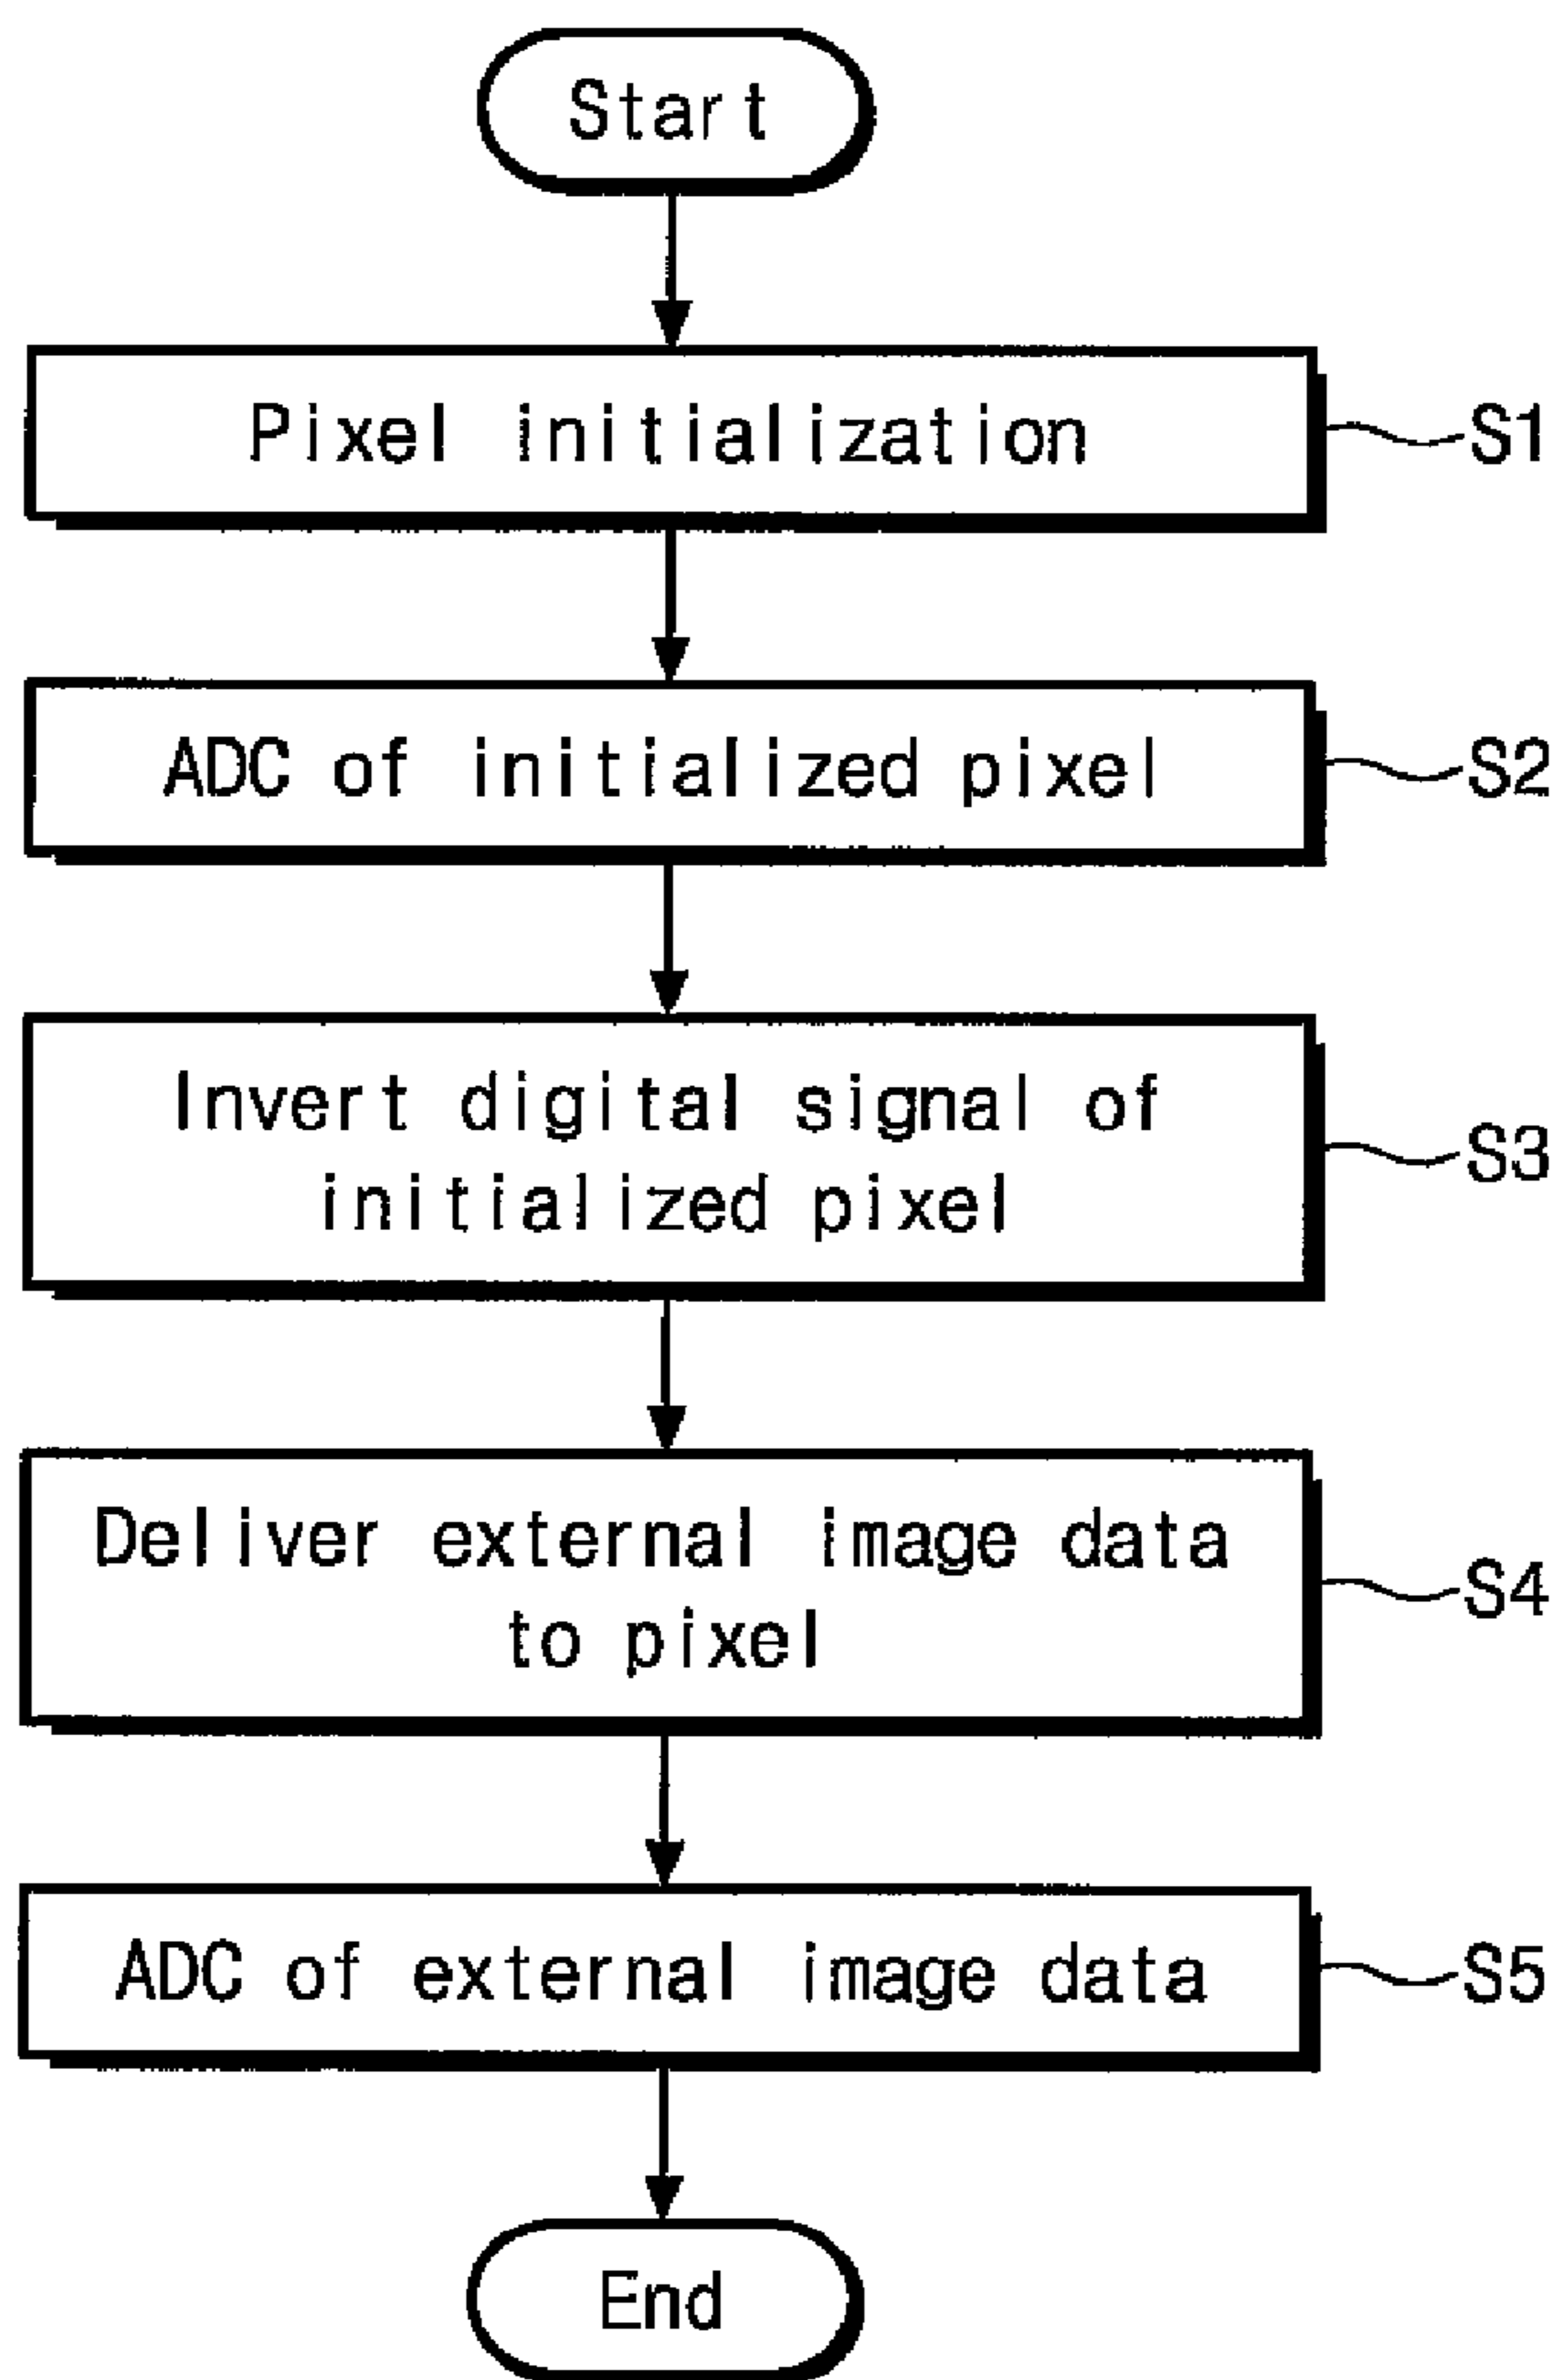 Start
Pixel initialization
S1
ADC of initialized pixel
S2
Invert digital signal of
initialized pixel
S3
Deliver external image data
to pixel
S4
ADC of external image data
S5
End